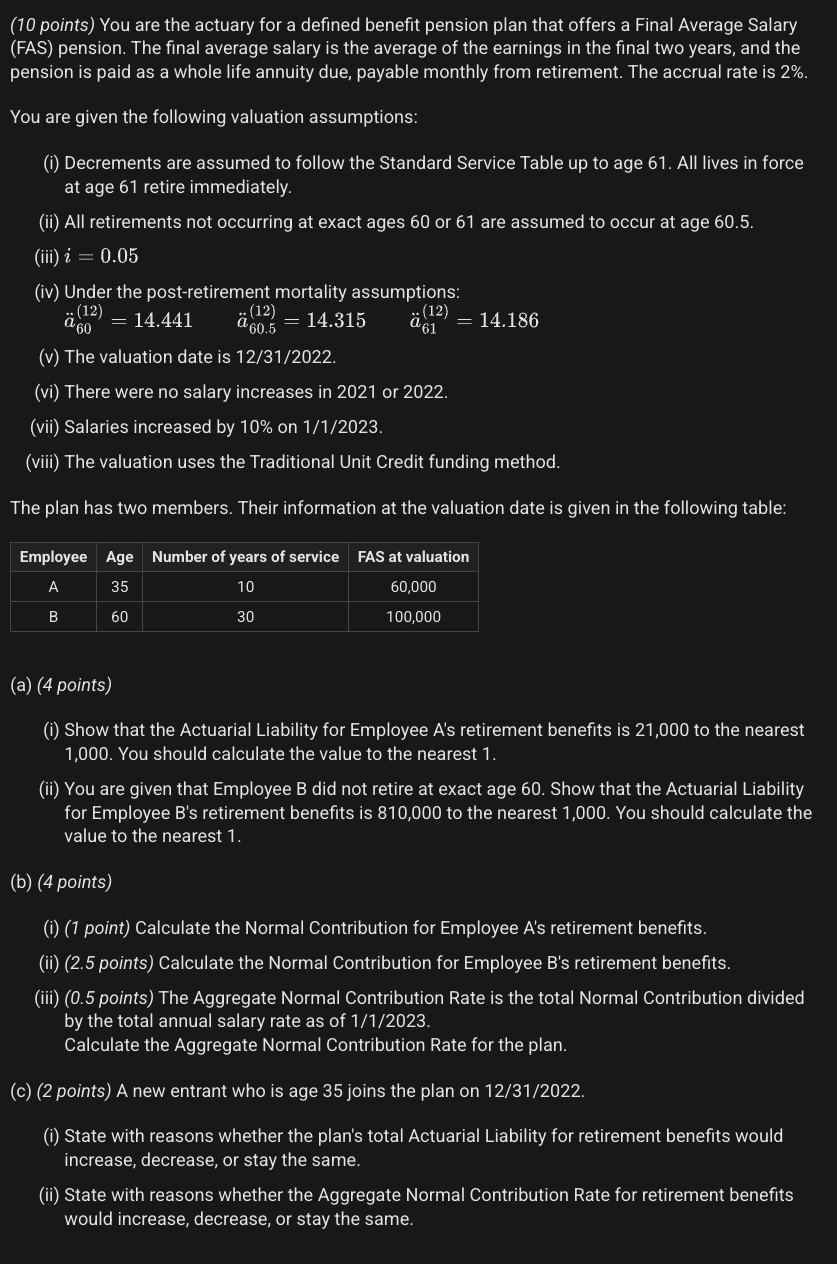 (10 points) You are the actuary for a defined benefit pension plan that offers a Final Average Salary
(FAS) pension. The final average salary is the average of the earnings in the final two years, and the
pension is paid as a whole life annuity due, payable monthly from retirement. The accrual rate is 2%.
You are given the following valuation assumptions:
(i) Decrements are assumed to follow the Standard Service Table up to age 61. All lives in force
at age 61 retire immediately.
(ii) All retirements not occurring at exact ages 60 or 61 are assumed to occur at age 60.5.
(iii) i = 0.05
(iv) Under the post-retirement mortality assumptions:
ä₆₀⁽¹²⁾ = 14.441 ä₆₀.₅⁽¹²⁾ = 14.315 ä₆₁⁽¹²⁾ = 14.186
(v) The valuation date is 12/31/2022.
(vi) There were no salary increases in 2021 or 2022.
(vii) Salaries increased by 10% on 1/1/2023.
(viii) The valuation uses the Traditional Unit Credit funding method.
The plan has two members. Their information at the valuation date is given in the following table:
Employee Age Number of years of service FAS at valuation
A 35 10 60,000
B 60 30 100,000
(a) (4 points)
(i) Show that the Actuarial Liability for Employee A's retirement benefits is 21,000 to the nearest
1,000. You should calculate the value to the nearest 1.
(ii) You are given that Employee B did not retire at exact age 60. Show that the Actuarial Liability
for Employee B's retirement benefits is 810,000 to the nearest 1,000. You should calculate the
value to the nearest 1.
(b) (4 points)
(i) (1 point) Calculate the Normal Contribution for Employee A's retirement benefits.
(ii) (2.5 points) Calculate the Normal Contribution for Employee B's retirement benefits.
(iii) (0.5 points) The Aggregate Normal Contribution Rate is the total Normal Contribution divided
by the total annual salary rate as of 1/1/2023.
Calculate the Aggregate Normal Contribution Rate for the plan.
(c) (2 points) A new entrant who is age 35 joins the plan on 12/31/2022.
(i) State with reasons whether the plan's total Actuarial Liability for retirement benefits would
increase, decrease, or stay the same.
(ii) State with reasons whether the Aggregate Normal Contribution Rate for retirement benefits
would increase, decrease, or stay the same.